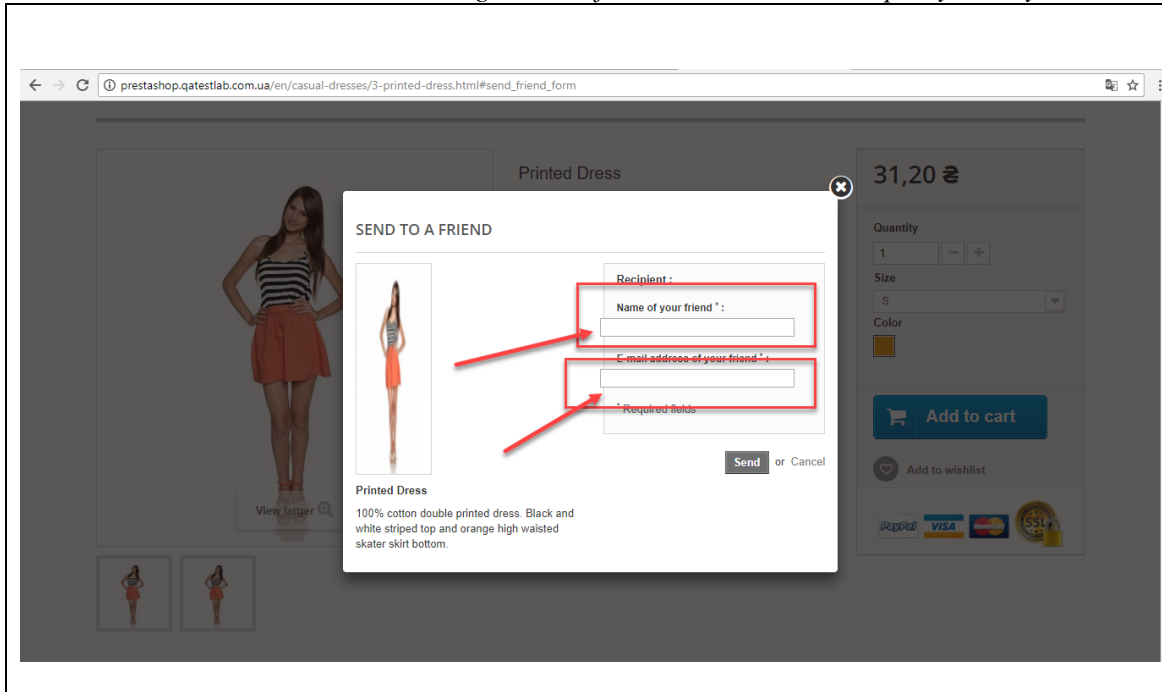 prestashop.qatestlab.com.ua/en/casual-dresses/3-printed-dress.html#send_friend_form
Printed Dress
31,20 ₴
SEND TO A FRIEND
Quantity
1
Size
S
Color
Recipient :
Name of your friend * :
E-mail address of your friend * :
* Required fields
Add to cart
Send or Cancel
Add to wishlist
Printed Dress
View larger
100% cotton double printed dress. Black and
white striped top and orange high waisted
skater skirt bottom.
PayPal VISA SSL